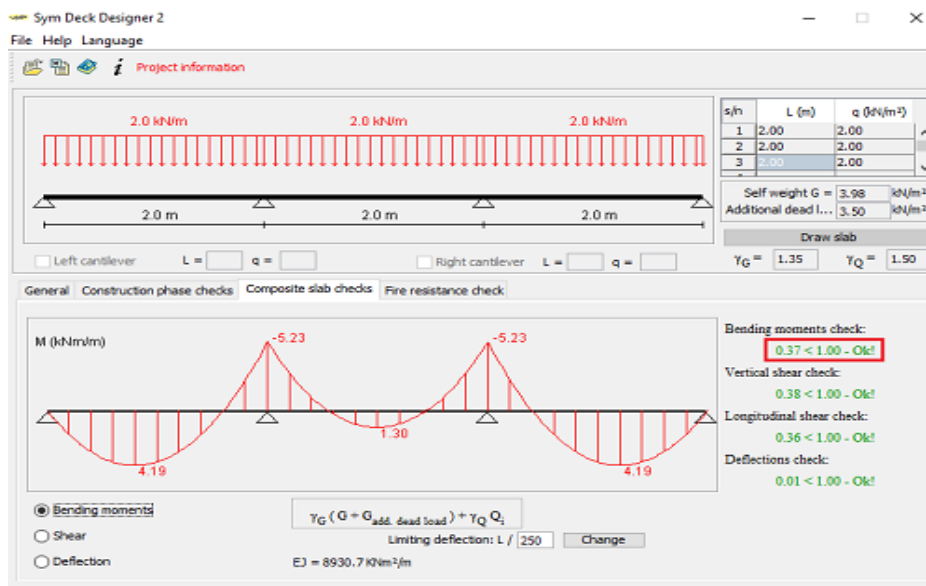 Sym Deck Designer 2
File Help Language
Project information
2.0 kN/m 2.0 kN/m 2.0 kN/m
2.0 m 2.0 m 2.0 m
s/n L (m) q (kN/m²)
1 2.00 2.00
2 2.00 2.00
3 2.00 2.00
Self weight G = 3.98 kN/m²
Additional dead l... 3.50 kN/m²
Draw slab
Left cantilever L = q = Right cantilever L = q =
γG = 1.35 γQ = 1.50
General Construction phase checks Composite slab checks Fire resistance check
M (kNm/m)
-5.23 -5.23
1.30
4.19 4.19
Bending moments check:
0.37 < 1.00 - Ok!
Vertical shear check:
0.38 < 1.00 - Ok!
Longitudinal shear check:
0.36 < 1.00 - Ok!
Deflections check:
0.01 < 1.00 - Ok!
Bending moments
Shear
Deflection
γG ( G + Gadd. dead load ) + γQ Qi
Limiting deflection: L / 250 Change
EJ = 8930.7 KNm²/m